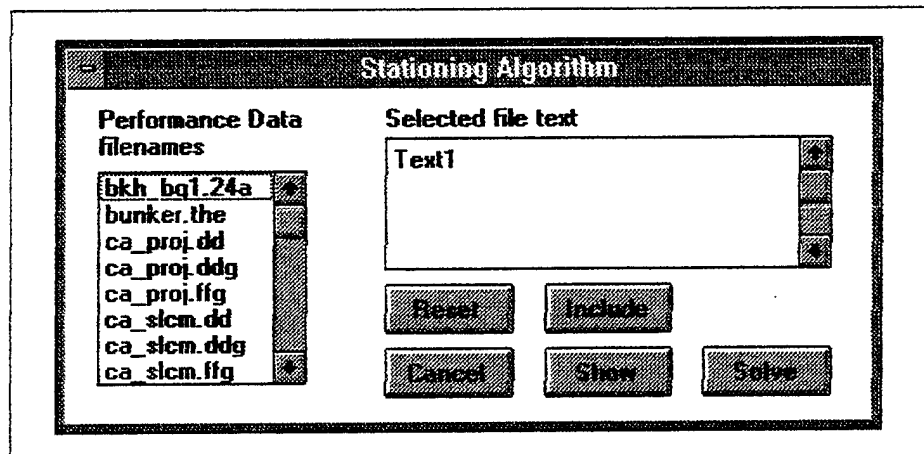 Stationing Algorithm
Performance Data
filenames
bkh_bq1.24a
bunker.the
ca_proj.dd
ca_proj.ddg
ca_proj.ffg
ca_slcm.dd
ca_slcm.ddg
ca_slcm.ffg
Selected file text
Text1
Reset Include
Cancel Show Solve